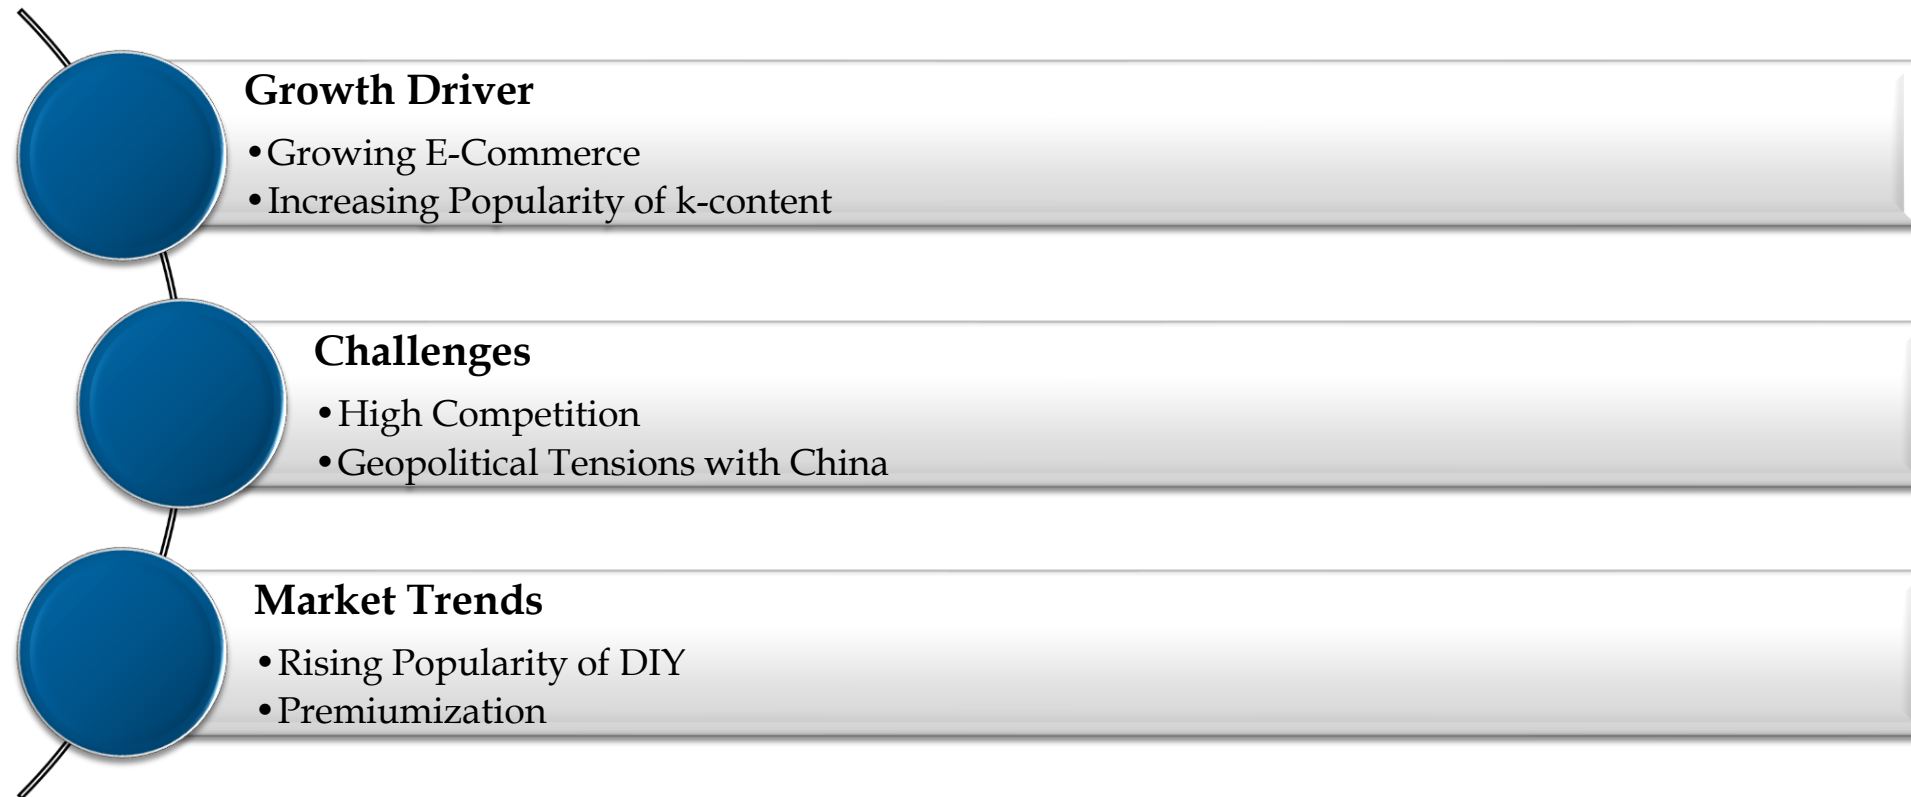 Growth Driver
•Growing E-Commerce
•Increasing Popularity of k-content
Challenges
•High Competition
•Geopolitical Tensions with China
Market Trends
•Rising Popularity of DIY
•Premiumization